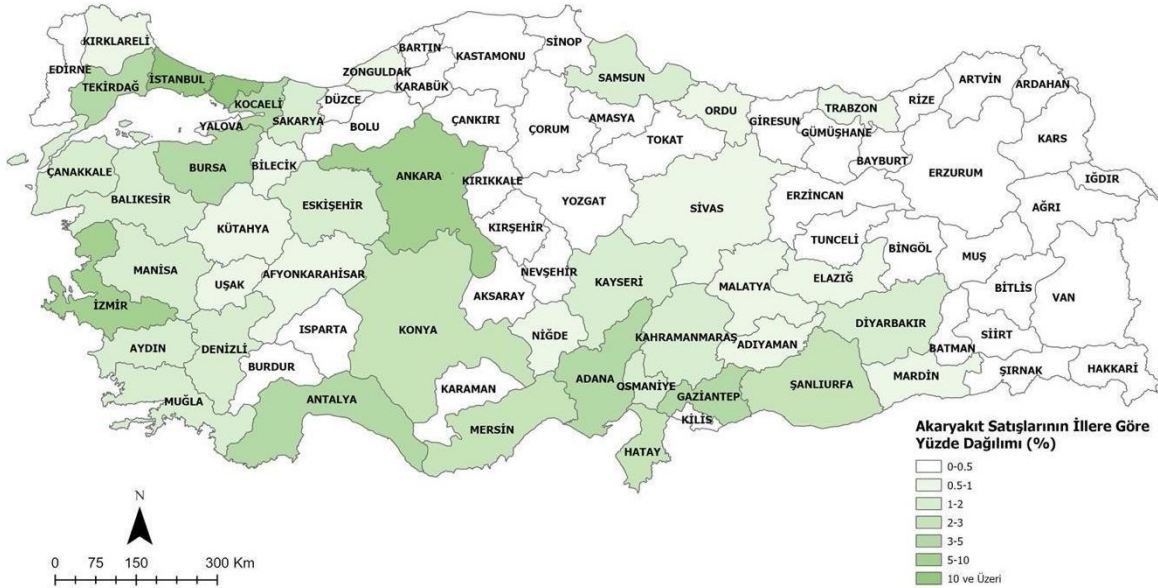 KIRKLARELİ
EDİRNE
TEKİRDAĞ
İSTANBUL
KOCAELİ
YALOVA
SAKARYA
DÜZCE
ZONGULDAK
BARTIN
KARABÜK
KASTAMONU
SİNOP
BOLU
ÇANKIRI
SAMSUN
ÇORUM
AMASYA
TOKAT
ORDU
GİRESUN
TRABZON
GÜMÜŞHANE
BAYBURT
RİZE
ARTVİN
ARDAHAN
KARS
IĞDIR
AĞRI
ERZURUM
ERZİNCAN
ÇANAKKALE
BALIKESİR
BURSA
BİLECİK
ESKİŞEHİR
ANKARA
KIRIKKALE
KIRŞEHİR
YOZGAT
SİVAS
TUNCELİ
BİNGÖL
MUŞ
BİTLİS
VAN
KÜTAHYA
MANİSA
UŞAK
AFYONKARAHİSAR
İZMİR
AYDIN
DENİZLİ
ISPARTA
BURDUR
MUĞLA
ANTALYA
KONYA
AKSARAY
NEVŞEHİR
NİĞDE
KAYSERİ
KARAMAN
MERSİN
ADANA
OSMANİYE
KAHRAMANMARAŞ
HATAY
GAZİANTEP
KİLİS
MALATYA
ADIYAMAN
ELAZIĞ
DİYARBAKIR
ŞANLIURFA
MARDİN
BATMAN
SİİRT
ŞIRNAK
HAKKARİ
Akaryakıt Satışlarının İllere Göre
Yüzde Dağılımı (%)
0-0.5
0.5-1
1-2
2-3
3-5
5-10
10 ve Üzeri
N
0 75 150 300 Km